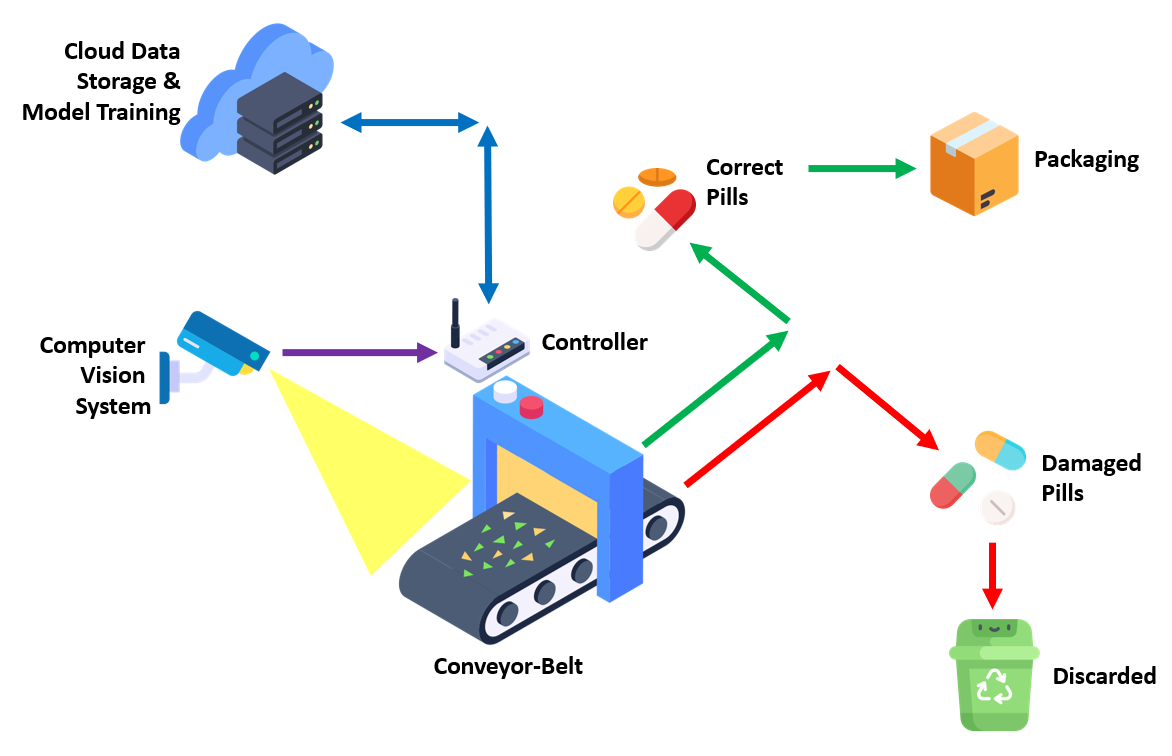 Cloud Data
Storage &
Model Training
Correct
Pills
Packaging
Computer
Vision
System
Controller
Damaged
Pills
Conveyor-Belt
Discarded